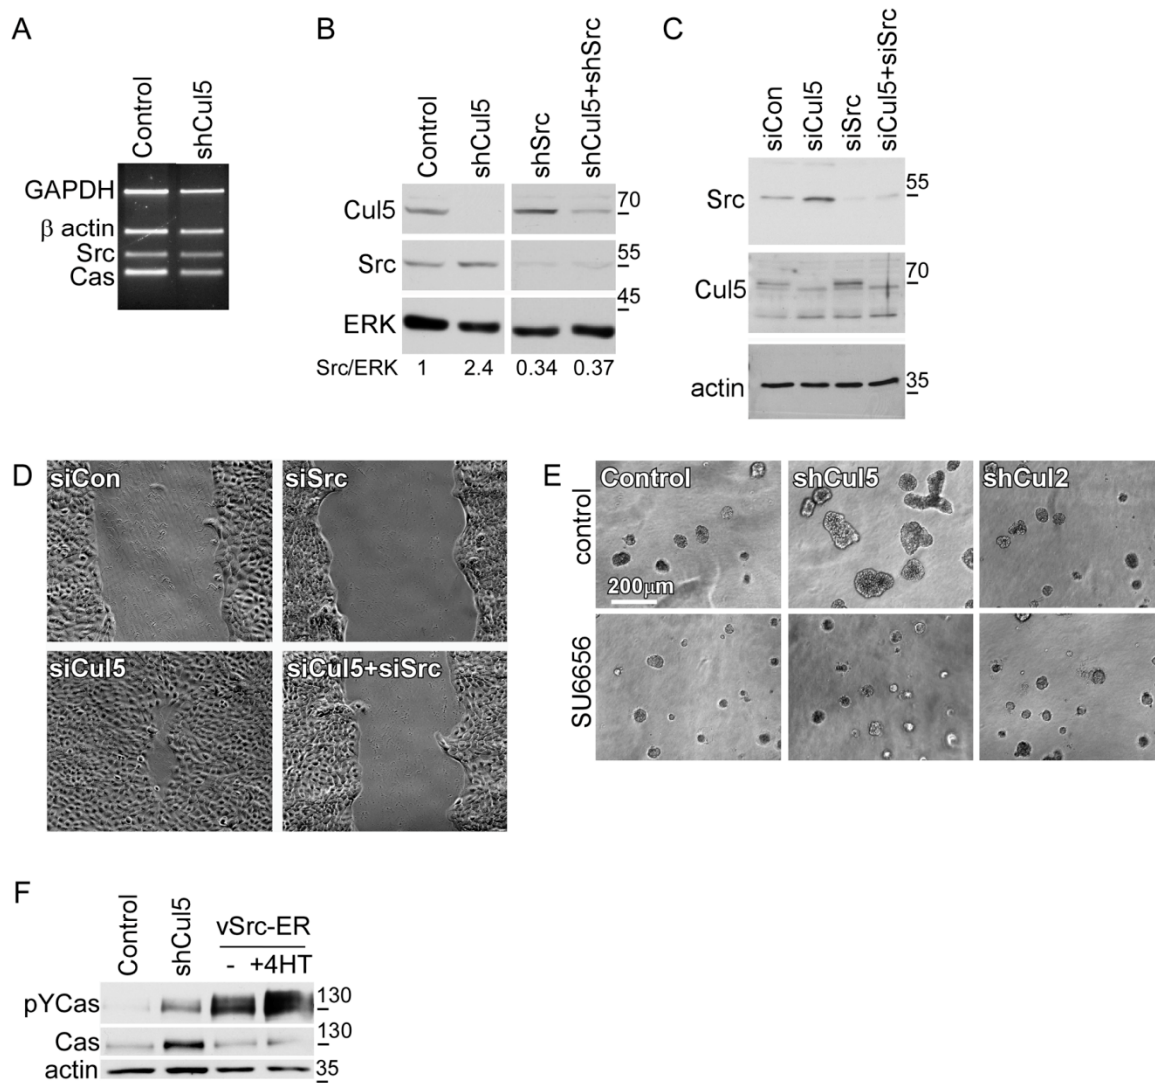 A
Control
shCul5
GAPDH
β actin
Src
Cas
B
Control
shCul5
shSrc
shCul5+shSrc
Cul5
70
Src
55
45
ERK
Src/ERK 1 2.4 0.34 0.37
C
siCon
siCul5
siSrc
siCul5+siSrc
Src
55
Cul5
70
actin
35
D
siCon
siSrc
siCul5
siCul5+siSrc
E
Control
shCul5
shCul2
control
200μm
SU6656
F
Control
shCul5
vSrc-ER
- +4HT
pYCas
130
Cas
130
actin
35